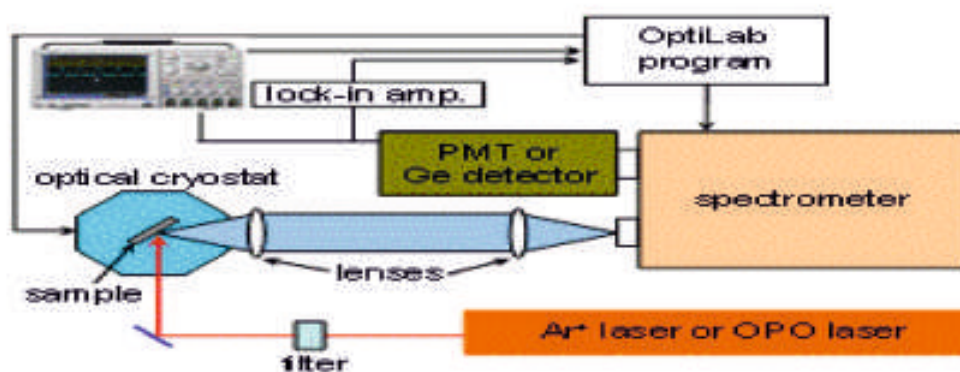 OptiLab
program
lock-in amp.
PMT or
Ge detector
optical cryostat
spectrometer
lenses
sample
Ar+ laser or OPO laser
filter